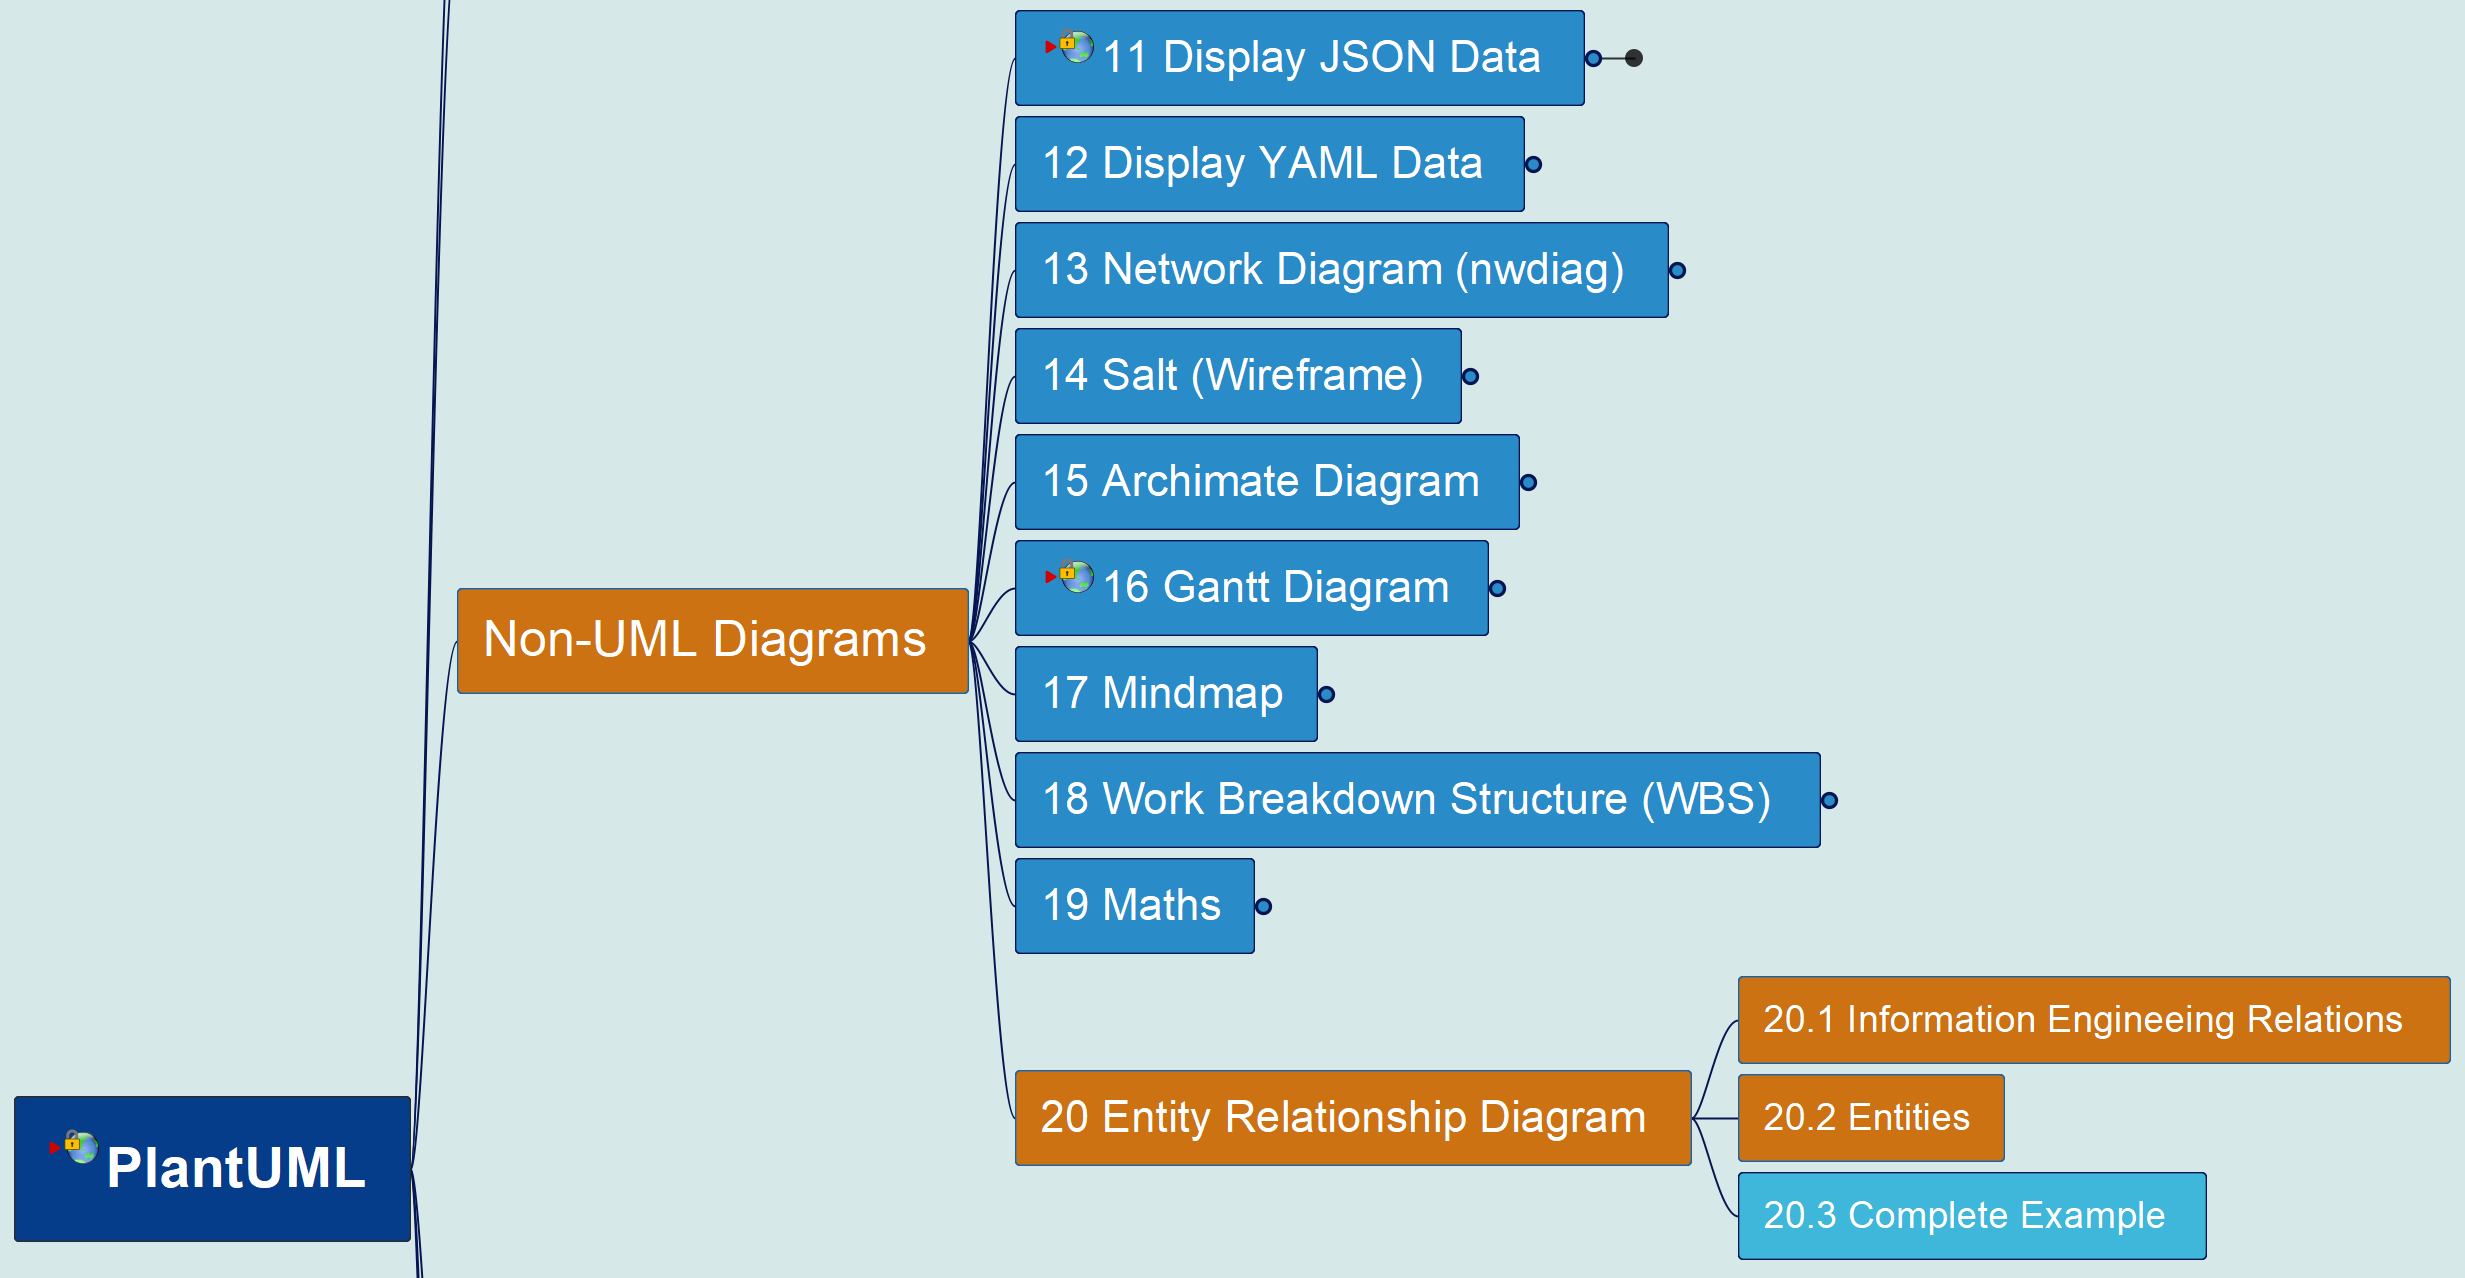 11 Display JSON Data
12 Display YAML Data
13 Network Diagram (nwdiag)
14 Salt (Wireframe)
15 Archimate Diagram
16 Gantt Diagram
Non-UML Diagrams
17 Mindmap
18 Work Breakdown Structure (WBS)
19 Maths
20.1 Information Engineeing Relations
20 Entity Relationship Diagram
20.2 Entities
PlantUML
20.3 Complete Example